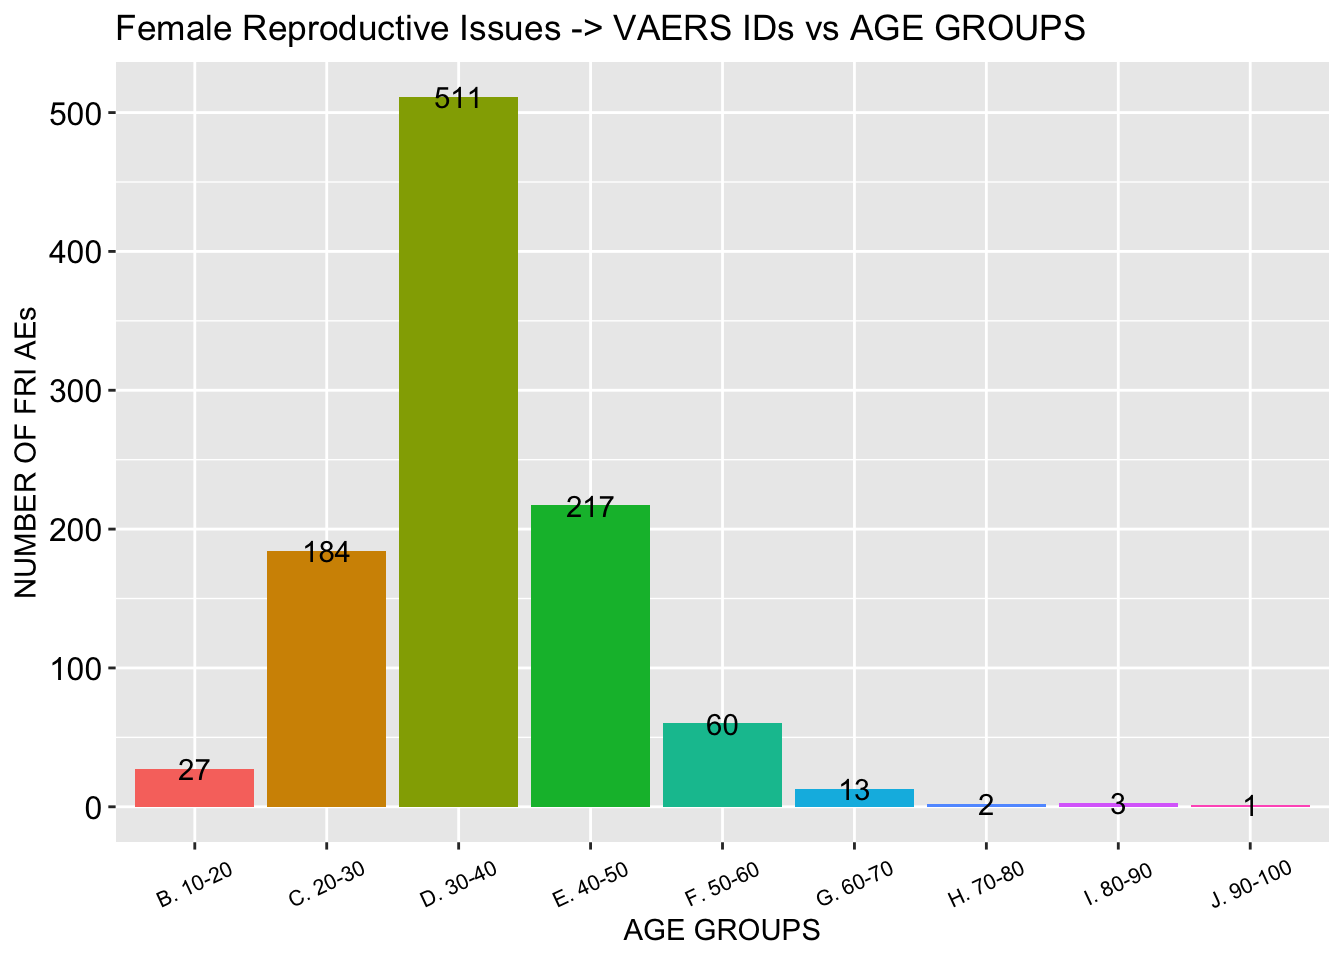 Female Reproductive Issues -> VAERS IDs vs AGE GROUPS
NUMBER OF FRI AEs
500
400
300
200
100
0
27
184
511
217
60
13
2
3
1
B. 10-20
C. 20-30
D. 30-40
E. 40-50
F. 50-60
G. 60-70
H. 70-80
I. 80-90
J. 90-100
AGE GROUPS